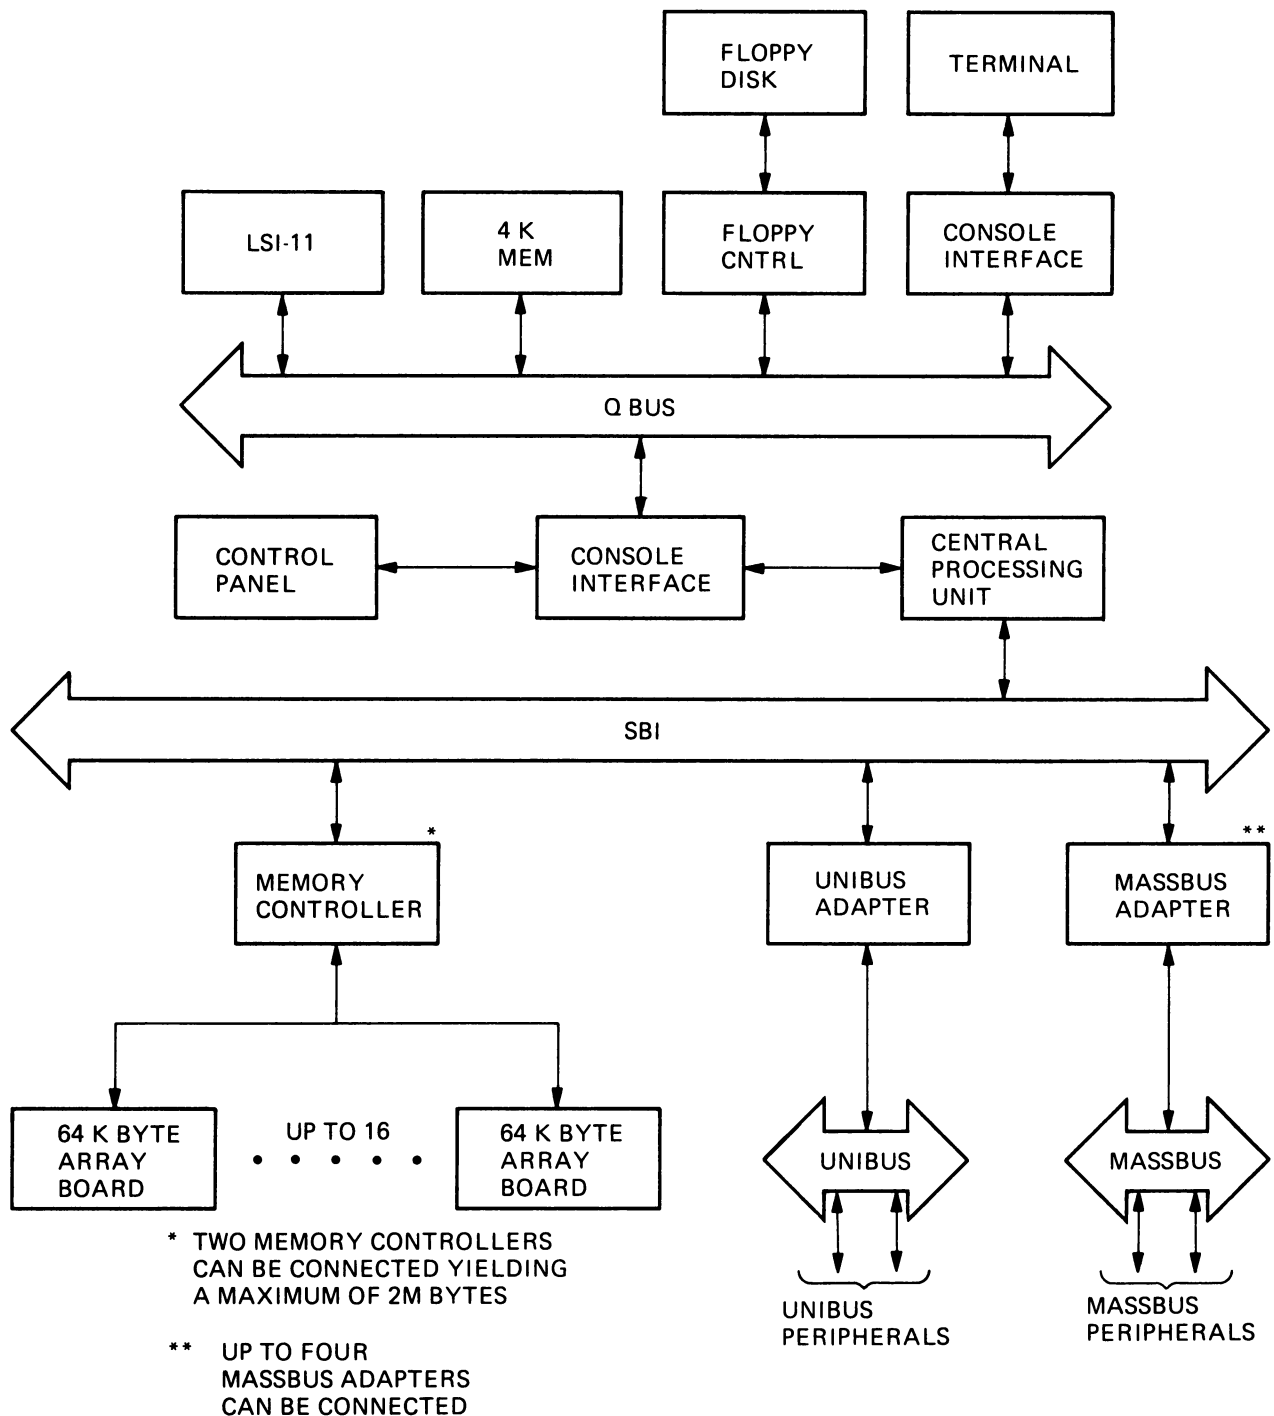 FLOPPY
DISK
TERMINAL
LSI-11
4 K
MEM
FLOPPY
CNTRL
CONSOLE
INTERFACE
Q BUS
CONTROL
PANEL
CONSOLE
INTERFACE
CENTRAL
PROCESSING
UNIT
SBI
*
MEMORY
CONTROLLER
UNIBUS
ADAPTER
**
MASSBUS
ADAPTER
64 K BYTE
ARRAY
BOARD
UP TO 16
• • • • •
64 K BYTE
ARRAY
BOARD
UNIBUS
MASSBUS
UNIBUS
PERIPHERALS
MASSBUS
PERIPHERALS
* TWO MEMORY CONTROLLERS
CAN BE CONNECTED YIELDING
A MAXIMUM OF 2M BYTES
** UP TO FOUR
MASSBUS ADAPTERS
CAN BE CONNECTED